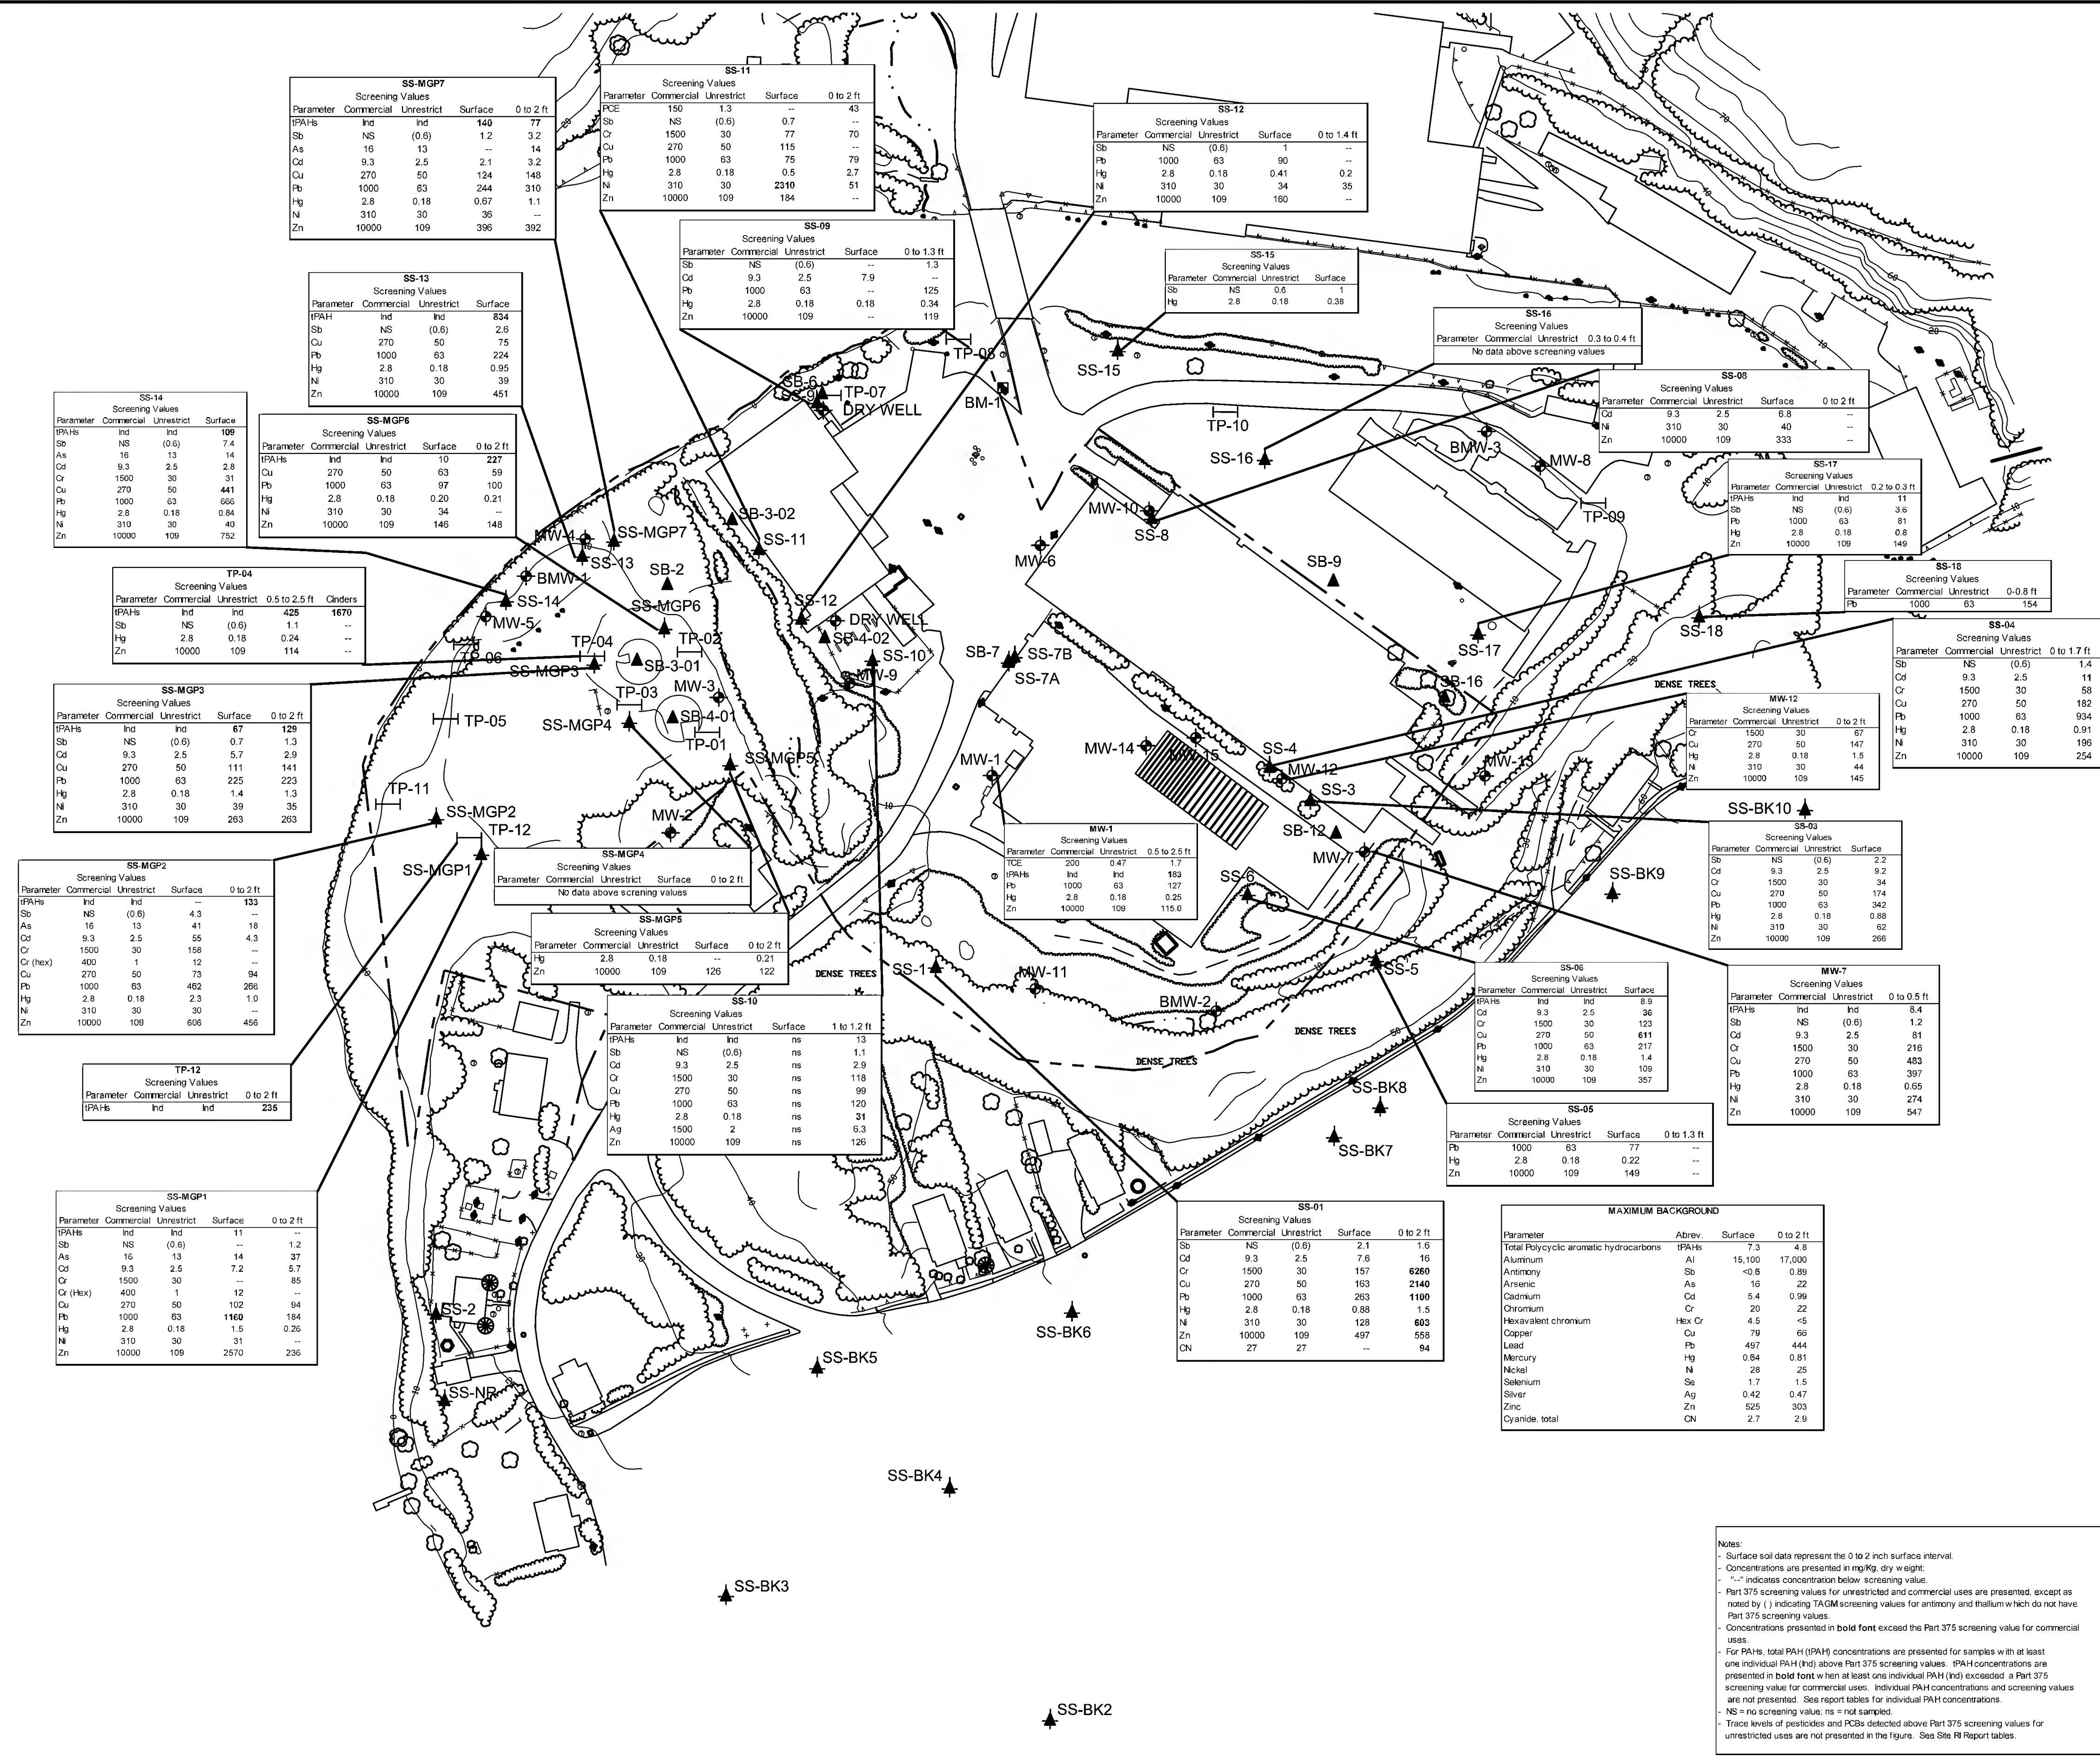 SS-MGP7
Screening Values
Parameter Commercial Unrestrict Surface 0 to 2 ft
tPAHs Ind Ind 140 77
Sb NS (0.6) 1.2 3.2
As 16 13 -- 14
Cd 9.3 2.5 2.1 3.2
Cu 270 50 124 148
Pb 1000 63 244 310
Hg 2.8 0.18 0.67 1.1
Ni 310 30 36 --
Zn 10000 109 396 392
SS-11
Screening Values
Parameter Commercial Unrestrict Surface 0 to 2 ft
PCE 150 1.3 -- 43
Sb NS (0.6) 0.7 --
Cr 1500 30 77 70
Cu 270 50 115 --
Pb 1000 63 75 79
Hg 2.8 0.18 0.5 2.7
Ni 310 30 2310 51
Zn 10000 109 184 --
SS-12
Screening Values
Parameter Commercial Unrestrict Surface 0 to 1.4 ft
Sb NS (0.6) 1 --
Pb 1000 63 90 --
Hg 2.8 0.18 0.41 0.2
Ni 310 30 34 35
Zn 10000 109 160 --
SS-09
Screening Values
Parameter Commercial Unrestrict Surface 0 to 1.3 ft
Sb NS (0.6) -- 1.3
Cd 9.3 2.5 7.9 --
Pb 1000 63 -- 125
Hg 2.8 0.18 0.18 0.34
Zn 10000 109 -- 119
SS-15
Screening Values
Parameter Commercial Unrestrict Surface
Sb NS 0.6 1
Hg 2.8 0.18 0.38
SS-13
Screening Values
Parameter Commercial Unrestrict Surface
tPAH Ind Ind 834
Sb NS (0.6) 2.6
Cu 270 50 75
Pb 1000 63 224
Hg 2.8 0.18 0.95
Ni 310 30 39
Zn 10000 109 451
SS-16
Screening Values
Parameter Commercial Unrestrict 0.3 to 0.4 ft
No data above screening values
SS-08
Screening Values
Parameter Commercial Unrestrict Surface 0 to 2 ft
Cd 9.3 2.5 6.8 --
Ni 310 30 40 --
Zn 10000 109 333 --
SS-14
Screening Values
Parameter Commercial Unrestrict Surface
tPAHs Ind Ind 109
Sb NS (0.6) 7.4
As 16 13 14
Cd 9.3 2.5 2.8
Cr 1500 30 31
Cu 270 50 441
Pb 1000 63 666
Hg 2.8 0.18 0.84
Ni 310 30 40
Zn 10000 109 752
SS-MGP6
Screening Values
Parameter Commercial Unrestrict Surface 0 to 2 ft
tPAHs Ind Ind 10 227
Cu 270 50 63 59
Pb 1000 63 97 100
Hg 2.8 0.18 0.20 0.21
Ni 310 30 34 --
Zn 10000 109 146 148
SS-17
Screening Values
Parameter Commercial Unrestrict 0.2 to 0.3 ft
tPAHs Ind Ind 11
Sb NS (0.6) 3.6
Pb 1000 63 81
Hg 2.8 0.18 0.8
Zn 10000 109 149
TP-04
Screening Values
Parameter Commercial Unrestrict 0.5 to 2.5 ft Cinders
tPAHs Ind Ind 425 1670
Sb NS (0.6) 1.1 --
Hg 2.8 0.18 0.24 --
Zn 10000 109 114 --
SS-18
Screening Values
Parameter Commercial Unrestrict 0-0.8 ft
Pb 1000 63 154
SS-04
Screening Values
Parameter Commercial Unrestrict 0 to 1.7 ft
Sb NS (0.6) 1.4
Cd 9.3 2.5 11
Cr 1500 30 58
Cu 270 50 182
Pb 1000 63 934
Hg 2.8 0.18 0.91
Ni 310 30 196
Zn 10000 109 254
SS-MGP3
Screening Values
Parameter Commercial Unrestrict Surface 0 to 2 ft
tPAHs Ind Ind 67 129
Sb NS (0.6) 0.7 1.3
Cd 9.3 2.5 5.7 2.9
Cu 270 50 111 141
Pb 1000 63 225 223
Hg 2.8 0.18 1.4 1.3
Ni 310 30 39 35
Zn 10000 109 263 263
MW-12
Screening Values
Parameter Commercial Unrestrict 0 to 2 ft
Cr 1500 30 67
Cu 270 50 147
Hg 2.8 0.18 1.5
Ni 310 30 44
Zn 10000 109 145
SS-MGP2
Screening Values
Parameter Commercial Unrestrict Surface 0 to 2 ft
tPAHs Ind Ind -- 133
Sb NS (0.6) 4.3 --
As 16 13 41 18
Cd 9.3 2.5 55 4.3
Cr 1500 30 158 --
Cr (hex) 400 1 12 --
Cu 270 50 73 94
Pb 1000 63 462 266
Hg 2.8 0.18 2.3 1.0
Ni 310 30 30 --
Zn 10000 109 606 456
SS-MGP4
Screening Values
Parameter Commercial Unrestrict Surface 0 to 2 ft
No data above screning values
MW-1
Screening Values
Parameter Commercial Unrestrict 0.5 to 2.5 ft
TCE 200 0.47 1.7
tPAHs Ind Ind 183
Pb 1000 63 127
Hg 2.8 0.18 0.25
Zn 10000 109 115.0
SS-03
Screening Values
Parameter Commercial Unrestrict Surface
Sb NS (0.6) 2.2
Cd 9.3 2.5 9.2
Cr 1500 30 34
Cu 270 50 174
Pb 1000 63 342
Hg 2.8 0.18 0.88
Ni 310 30 62
Zn 10000 109 266
SS-MGP5
Screening Values
Parameter Commercial Unrestrict Surface 0 to 2 ft
Hg 2.8 0.18 -- 0.21
Zn 10000 109 126 122
SS-10
Screening Values
Parameter Commercial Unrestrict Surface 1 to 1.2 ft
tPAHs Ind Ind ns 13
Sb NS (0.6) ns 1.1
Cd 9.3 2.5 ns 2.9
Cr 1500 30 ns 118
Cu 270 50 ns 99
Pb 1000 63 ns 120
Hg 2.8 0.18 ns 31
Ag 1500 2 ns 6.3
Zn 10000 109 ns 126
SS-06
Screening Values
Parameter Commercial Unrestrict Surface
tPAHs Ind Ind 8.9
Cd 9.3 2.5 36
Cr 1500 30 123
Cu 270 50 611
Pb 1000 63 217
Hg 2.8 0.18 1.4
Ni 310 30 109
Zn 10000 109 357
MW-7
Screening Values
Parameter Commercial Unrestrict 0 to 0.5 ft
tPAHs Ind Ind 8.4
Sb NS (0.6) 1.2
Cd 9.3 2.5 81
Cr 1500 30 216
Cu 270 50 483
Pb 1000 63 397
Hg 2.8 0.18 0.65
Ni 310 30 274
Zn 10000 109 547
TP-12
Screening Values
Parameter Commercial Unrestrict 0 to 2 ft
tPAHs Ind Ind 235
SS-05
Screening Values
Parameter Commercial Unrestrict Surface 0 to 1.3 ft
Pb 1000 63 77 --
Hg 2.8 0.18 0.22 --
Zn 10000 109 149 --
SS-MGP1
Screening Values
Parameter Commercial Unrestrict Surface 0 to 2 ft
tPAHs Ind Ind 11 --
Sb NS (0.6) -- 1.2
As 16 13 14 37
Cd 9.3 2.5 7.2 5.7
Cr 1500 30 -- 85
Cr (Hex) 400 1 12 --
Cu 270 50 102 94
Pb 1000 63 1160 184
Hg 2.8 0.18 1.5 0.26
Ni 310 30 31 --
Zn 10000 109 2570 236
SS-01
Screening Values
Parameter Commercial Unrestrict Surface 0 to 2 ft
Sb NS (0.6) 2.1 1.6
Cd 9.3 2.5 7.6 16
Cr 1500 30 157 6260
Cu 270 50 163 2140
Pb 1000 63 263 1100
Hg 2.8 0.18 0.88 1.5
Ni 310 30 128 603
Zn 10000 109 497 558
CN 27 27 -- 94
MAXIMUM BACKGROUND
Parameter Abrev. Surface 0 to 2 ft
Total Polycyclic aromatic hydrocarbons tPAHs 7.3 4.8
Aluminum Al 15,100 17,000
Antimony Sb <0.6 0.89
Arsenic As 16 22
Cadmium Cd 5.4 0.99
Chromium Cr 20 22
Hexavalent chromium Hex Cr 4.5 <5
Copper Cu 79 66
Lead Pb 497 444
Mercury Hg 0.64 0.81
Nickel Ni 28 25
Selenium Se 1.7 1.5
Silver Ag 0.42 0.47
Zinc Zn 525 303
Cyanide, total CN 2.7 2.9
TP-08
SS-15
BM-1
SB-6
TP-07
SS-9
DRY WELL
TP-10
BMW-3
SS-16
MW-8
MW-10
TP-09
SS-8
SB-3-02
MW-4
SS-MGP7
SS-11
MW-6
SS-13
SB-2
SB-9
BMW-1
SS-14
SS-MGP6
SS-12
DRY WELL
MW-5
TP-04
TP-02
SB-4-02
SS-18
TP-06
SS-MGP3
SB-3-01
SS-10
SB-7
SS-7B
SS-17
SS-7A
MW-9
DENSE TREES
TP-03
MW-3
SB-16
TP-05
SS-MGP4
SB-4-01
TP-01
MW-14
MW-15
SS-4
SS-MGP5
MW-1
MW-12
MW-13
TP-11
SS-3
SS-BK10
SS-MGP2
MW-2
TP-12
SB-12
MW-7
SS-MGP1
SS-6
SS-BK9
DENSE TREES
SS-1
MW-11
SS-5
BMW-2
DENSE TREES
DENSE TREES
SS-BK8
SS-BK7
SS-2
SS-BK6
SS-BK5
SS-NR
SS-BK4
SS-BK3
SS-BK2
Notes:
- Surface soil data represent the 0 to 2 inch surface interval.
- Concentrations are presented in mg/Kg, dry weight;
- "--" indicates concentration below screening value.
- Part 375 screening values for unrestricted and commercial uses are presented, except as
noted by ( ) indicating TAGM screening values for antimony and thallium which do not have
Part 375 screening values.
- Concentrations presented in bold font exceed the Part 375 screening value for commercial
uses.
- For PAHs, total PAH (tPAH) concentrations are presented for samples with at least
one individual PAH (Ind) above Part 375 screening values. tPAH concentrations are
presented in bold font when at least one individual PAH (Ind) exceeded a Part 375
screening value for commercial uses. Individual PAH concentrations and screening values
are not presented. See report tables for individual PAH concentrations.
- NS = no screening value; ns = not sampled.
- Trace levels of pesticides and PCBs detected above Part 375 screening values for
unrestricted uses are not presented in the figure. See Site RI Report tables.